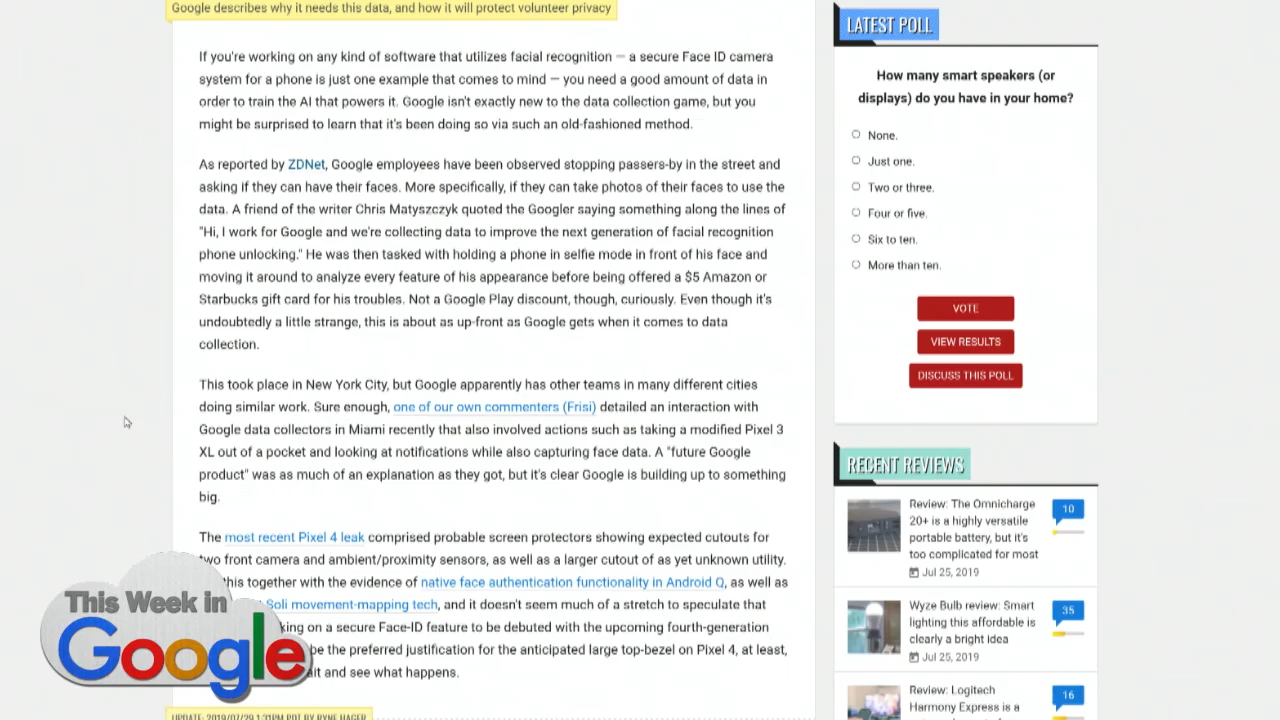 Google describes why it needs this data, and how it will protect volunteer privacy
If you're working on any kind of software that utilizes facial recognition — a secure Face ID camera
system for a phone is just one example that comes to mind — you need a good amount of data in
order to train the AI that powers it. Google isn't exactly new to the data collection game, but you
might be surprised to learn that it's been doing so via such an old-fashioned method.
As reported by ZDNet, Google employees have been observed stopping passers-by in the street and
asking if they can have their faces. More specifically, if they can take photos of their faces to use the
data. A friend of the writer Chris Matyszczyk quoted the Googler saying something along the lines of
"Hi, I work for Google and we're collecting data to improve the next generation of facial recognition
phone unlocking." He was then tasked with holding a phone in selfie mode in front of his face and
moving it around to analyze every feature of his appearance before being offered a $5 Amazon or
Starbucks gift card for his troubles. Not a Google Play discount, though, curiously. Even though it's
undoubtedly a little strange, this is about as up-front as Google gets when it comes to data
collection.
This took place in New York City, but Google apparently has other teams in many different cities
doing similar work. Sure enough, one of our own commenters (Frisi) detailed an interaction with
Google data collectors in Miami recently that also involved actions such as taking a modified Pixel 3
XL out of a pocket and looking at notifications while also capturing face data. A "future Google
product" was as much of an explanation as they got, but it's clear Google is building up to something
big.
The most recent Pixel 4 leak comprised probable screen protectors showing expected cutouts for
two front camera and ambient/proximity sensors, as well as a larger cutout of as yet unknown utility.
this together with the evidence of native face authentication functionality in Android Q, as well as
Soli movement-mapping tech, and it doesn't seem much of a stretch to speculate that
king on a secure Face-ID feature to be debuted with the upcoming fourth-generation
be the preferred justification for the anticipated large top-bezel on Pixel 4, at least,
ait and see what happens.
UPDATE: 2019/07/29 1:31PM PDT BY RYNE HAGER
This Week in
Google
LATEST POLL
How many smart speakers (or
displays) do you have in your home?
None.
Just one.
Two or three.
Four or five.
Six to ten.
More than ten.
VOTE
VIEW RESULTS
DISCUSS THIS POLL
RECENT REVIEWS
Review: The Omnicharge
20+ is a highly versatile
portable battery, but it's
too complicated for most
Jul 25, 2019
10
Wyze Bulb review: Smart
lighting this affordable is
clearly a bright idea
Jul 25, 2019
35
Review: Logitech
Harmony Express is a
16